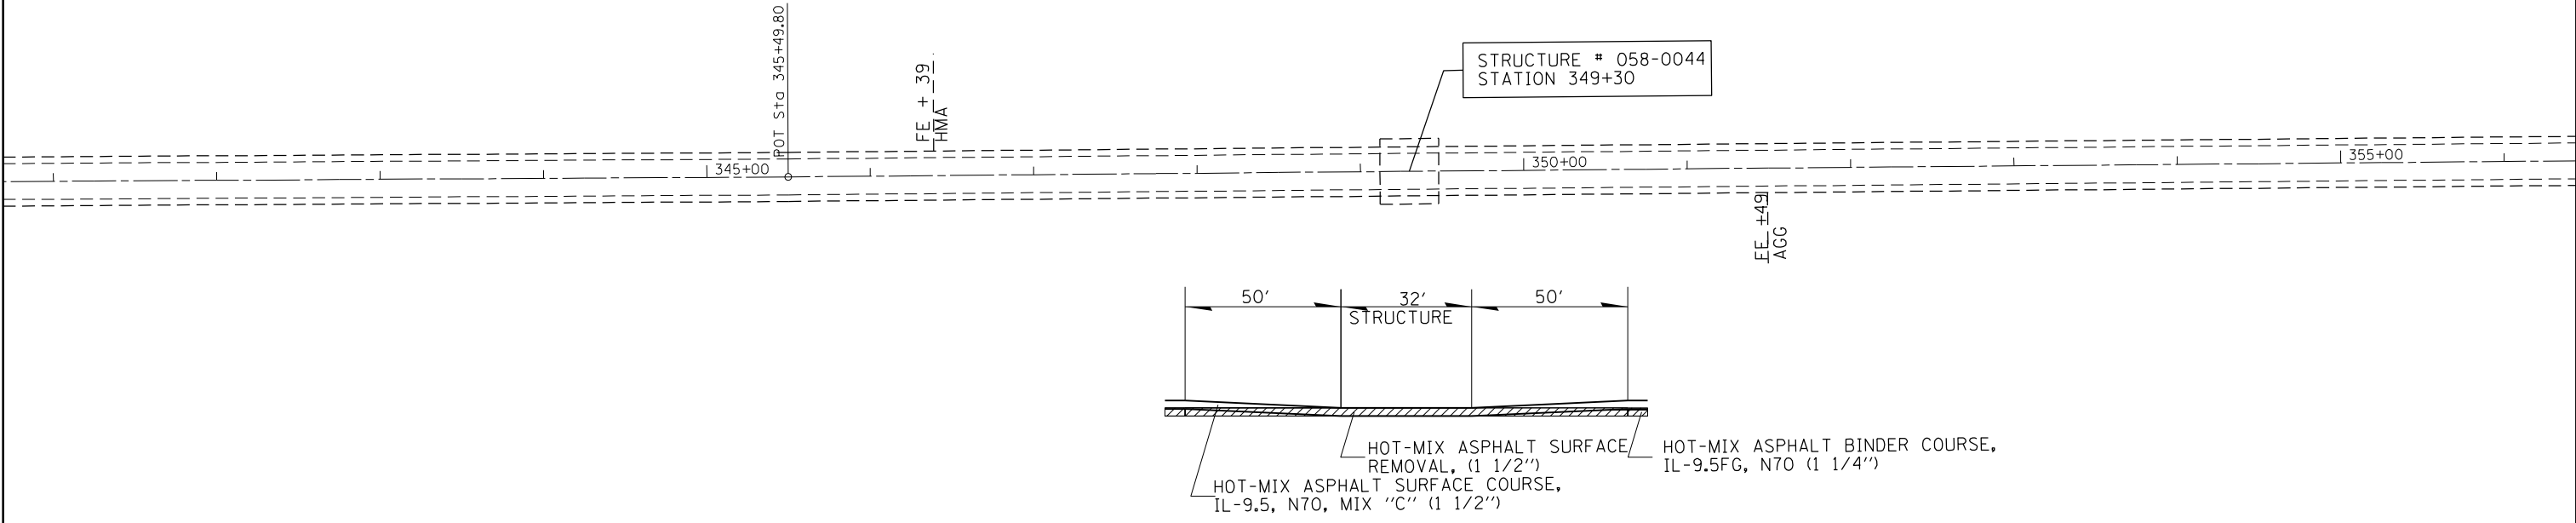 POT Sta 345+49.80
FE + 39
HMA
STRUCTURE # 058-0044
STATION 349+30
345+00
350+00
355+00
EE +49
AGG
50'
32'
50'
STRUCTURE
HOT-MIX ASPHALT SURFACE
REMOVAL, (1 1/2'')
HOT-MIX ASPHALT BINDER COURSE,
IL-9.5FG, N70 (1 1/4'')
HOT-MIX ASPHALT SURFACE COURSE,
IL-9.5, N70, MIX ''C'' (1 1/2'')